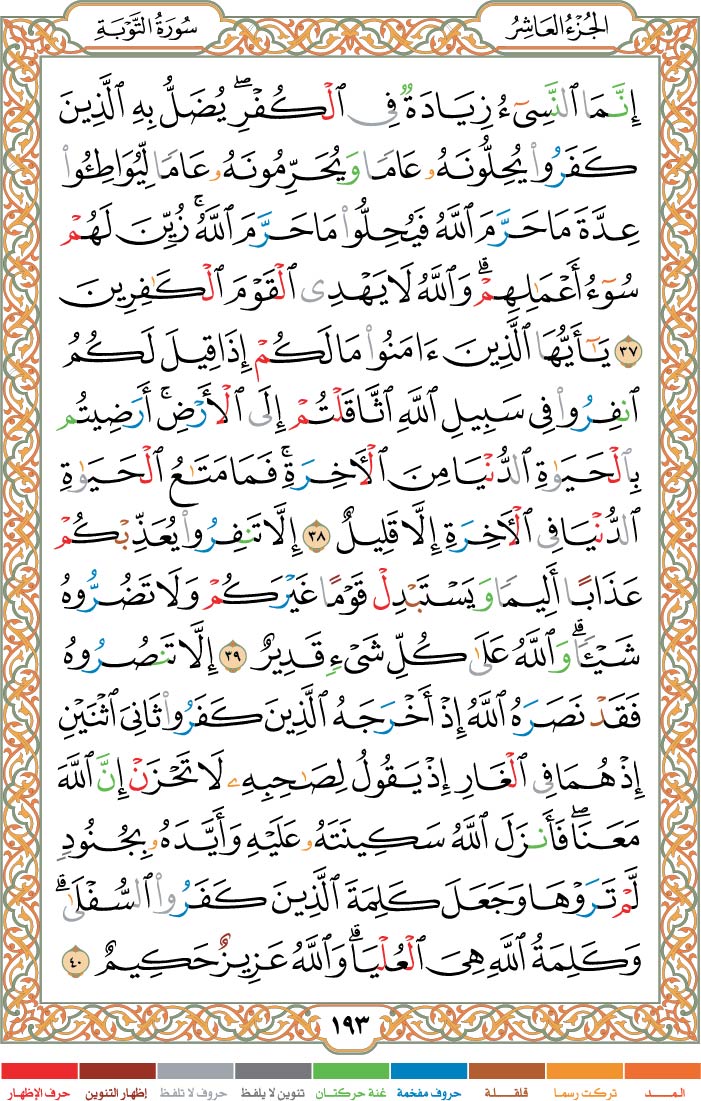 الجُزْءُ العَاشِرُ
سُورَةُ التَّوْبَةِ
إِنَّمَا ٱلنَّسِىٓءُ زِيَادَةٌ فِى ٱلْكُفْرِ ۖ يُضَلُّ بِهِ ٱلَّذِينَ
كَفَرُوا۟ يُحِلُّونَهُۥ عَامًا وَيُحَرِّمُونَهُۥ عَامًا لِّيُوَاطِـُٔوا۟
عِدَّةَ مَا حَرَّمَ ٱللَّهُ فَيُحِلُّوا۟ مَا حَرَّمَ ٱللَّهُ ۚ زُيِّنَ لَهُمْ
سُوٓءُ أَعْمَـٰلِهِمْ ۗ وَٱللَّهُ لَا يَهْدِى ٱلْقَوْمَ ٱلْكَـٰفِرِينَ
٣٧ يَـٰٓأَيُّهَا ٱلَّذِينَ ءَامَنُوا۟ مَا لَكُمْ إِذَا قِيلَ لَكُمُ
ٱنفِرُوا۟ فِى سَبِيلِ ٱللَّهِ ٱثَّاقَلْتُمْ إِلَى ٱلْأَرْضِ ۚ أَرَضِيتُم
بِٱلْحَيَوٰةِ ٱلدُّنْيَا مِنَ ٱلْأَخِرَةِ ۚ فَمَا مَتَـٰعُ ٱلْحَيَوٰةِ
ٱلدُّنْيَا فِى ٱلْأَخِرَةِ إِلَّا قَلِيلٌ ٣٨ إِلَّا تَنفِرُوا۟ يُعَذِّبْكُمْ
عَذَابًا أَلِيمًا وَيَسْتَبْدِلْ قَوْمًا غَيْرَكُمْ وَلَا تَضُرُّوهُ
شَيْـًٔا ۗ وَٱللَّهُ عَلَىٰ كُلِّ شَىْءٍ قَدِيرٌ ٣٩ إِلَّا تَنصُرُوهُ
فَقَدْ نَصَرَهُ ٱللَّهُ إِذْ أَخْرَجَهُ ٱلَّذِينَ كَفَرُوا۟ ثَانِىَ ٱثْنَيْنِ
إِذْ هُمَا فِى ٱلْغَارِ إِذْ يَقُولُ لِصَـٰحِبِهِۦ لَا تَحْزَنْ إِنَّ ٱللَّهَ
مَعَنَا ۖ فَأَنزَلَ ٱللَّهُ سَكِينَتَهُۥ عَلَيْهِ وَأَيَّدَهُۥ بِجُنُودٍ
لَّمْ تَرَوْهَا وَجَعَلَ كَلِمَةَ ٱلَّذِينَ كَفَرُوا۟ ٱلسُّفْلَىٰ ۗ
وَكَلِمَةُ ٱللَّهِ هِىَ ٱلْعُلْيَا ۗ وَٱللَّهُ عَزِيزٌ حَكِيمٌ ٤٠
١٩٣
المــد تركت رسما قلقلة حروف مفخمة غنة حركتان تنوين لا يلفظ حروف لا تلفظ إظهار التنوين حرف الإظهار